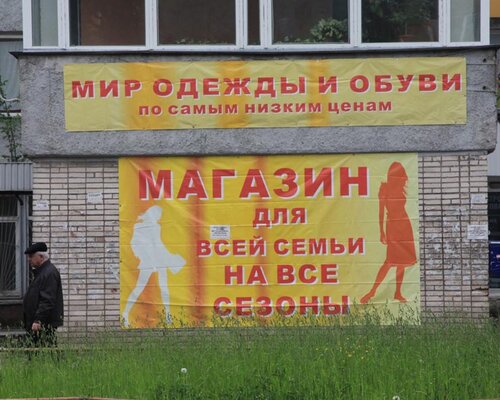 МИР ОДЕЖДЫ И ОБУВИ
ПО САМЫМ НИЗКИМ ЦЕНАМ
МАГАЗИН
ДЛЯ
ВСЕЙ СЕМЬИ
НА ВСЕ
СЕЗОНЫ